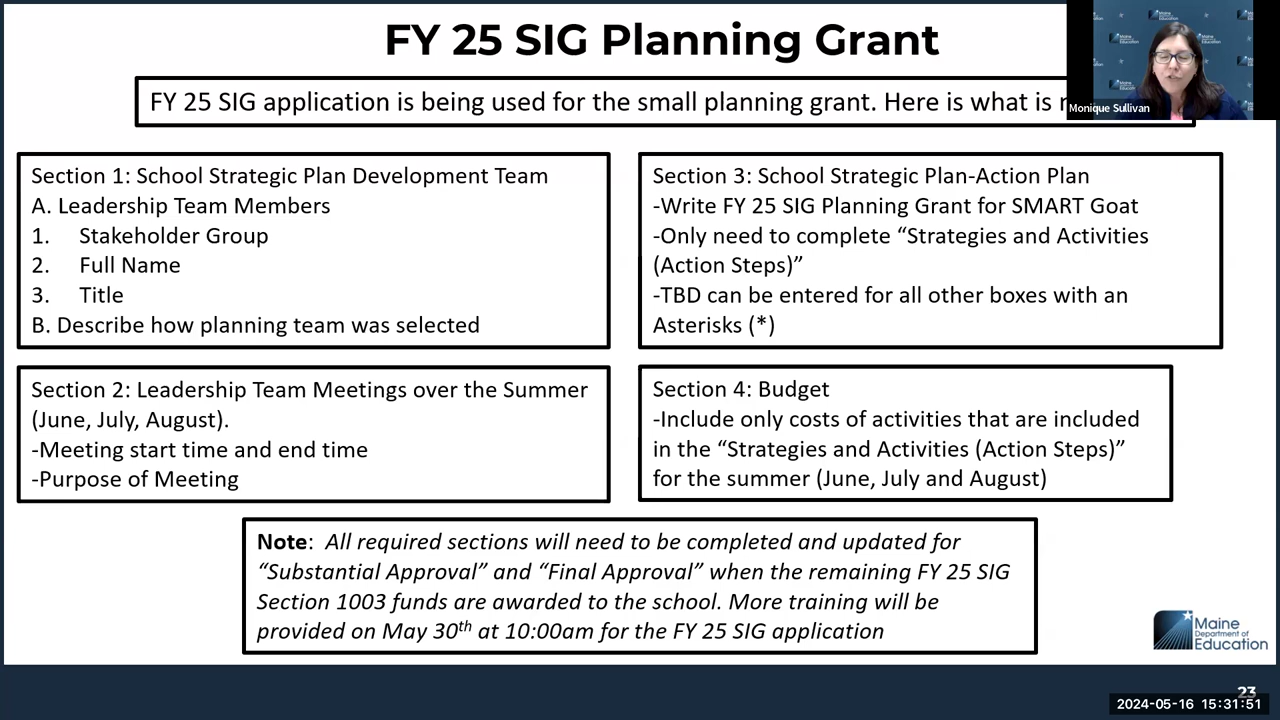 FY 25 SIG Planning Grant
FY 25 SIG application is being used for the small planning grant. Here is what is
Monique Sullivan
Section 1: School Strategic Plan Development Team
A. Leadership Team Members
1. Stakeholder Group
2. Full Name
3. Title
B. Describe how planning team was selected
Section 3: School Strategic Plan-Action Plan
-Write FY 25 SIG Planning Grant for SMART Goat
-Only need to complete “Strategies and Activities
(Action Steps)”
-TBD can be entered for all other boxes with an
Asterisks (*)
Section 2: Leadership Team Meetings over the Summer
(June, July, August).
-Meeting start time and end time
-Purpose of Meeting
Section 4: Budget
-Include only costs of activities that are included
in the “Strategies and Activities (Action Steps)”
for the summer (June, July and August)
Note: All required sections will need to be completed and updated for
“Substantial Approval” and “Final Approval” when the remaining FY 25 SIG
Section 1003 funds are awarded to the school. More training will be
provided on May 30th at 10:00am for the FY 25 SIG application
Maine
Department of
Education
23
2024-05-16 15:31:51